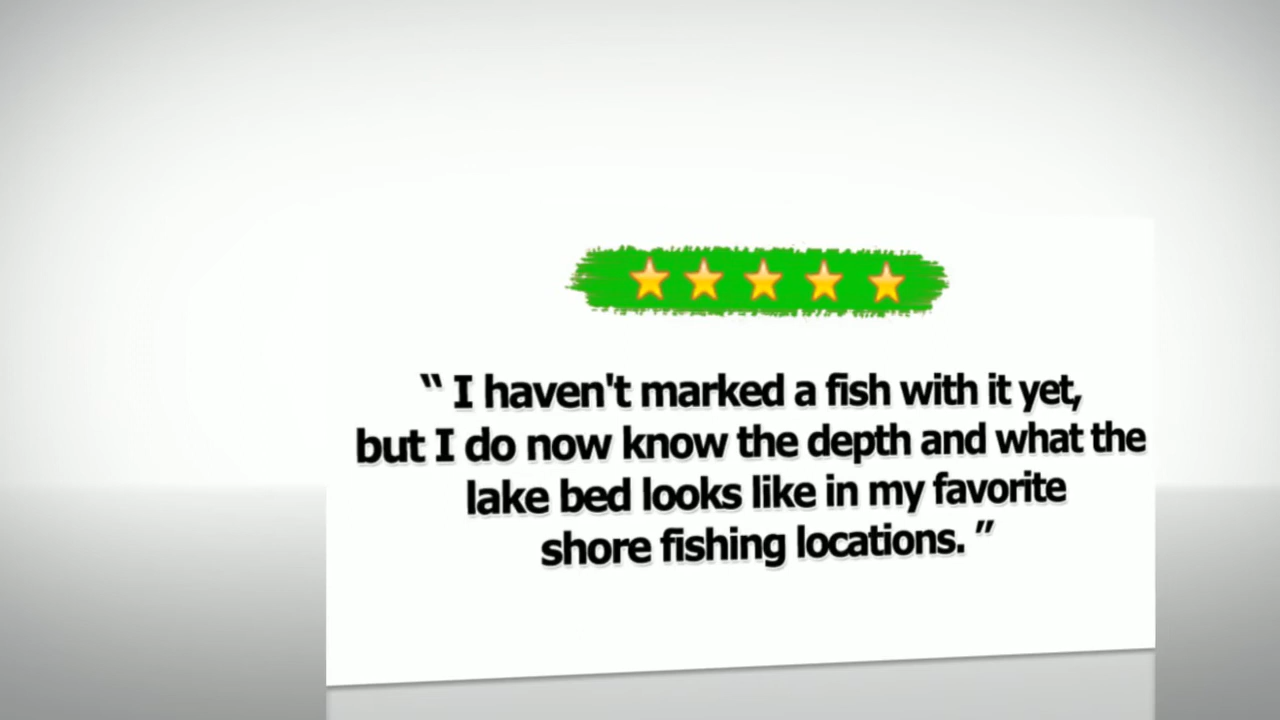 “ I haven't marked a fish with it yet,
but I do now know the depth and what the
lake bed looks like in my favorite
shore fishing locations. ”